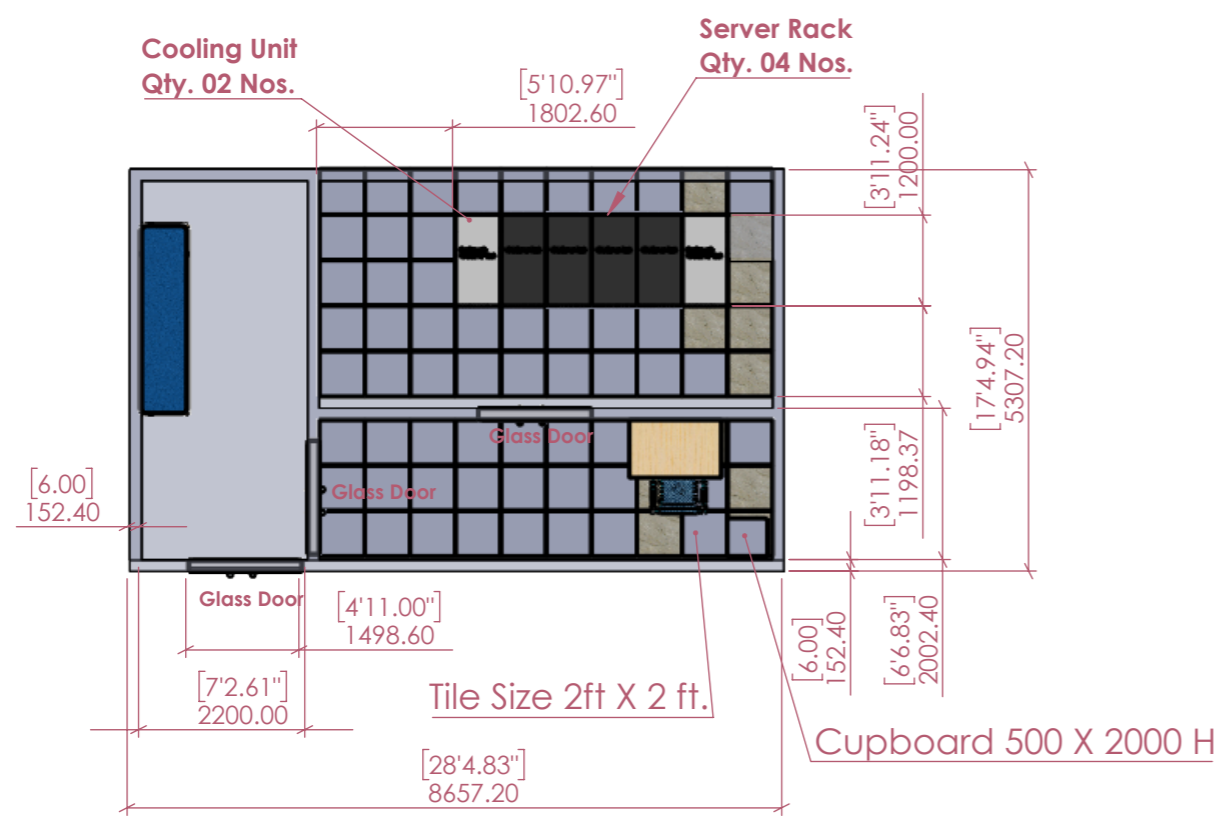 Cooling Unit
Qty. 02 Nos.
Server Rack
Qty. 04 Nos.
[5'10.97"]
1802.60
[3'11.24"]
1200.00
[17'4.94"]
5307.20
[3'11.18"]
1198.37
Glass Door
Glass Door
[6.00]
152.40
Glass Door
[4'11.00"]
1498.60
[6.00]
152.40
[6'6.83"]
2002.40
[7'2.61"]
2200.00
Tile Size 2ft X 2 ft.
Cupboard 500 X 2000 H
[28'4.83"]
8657.20